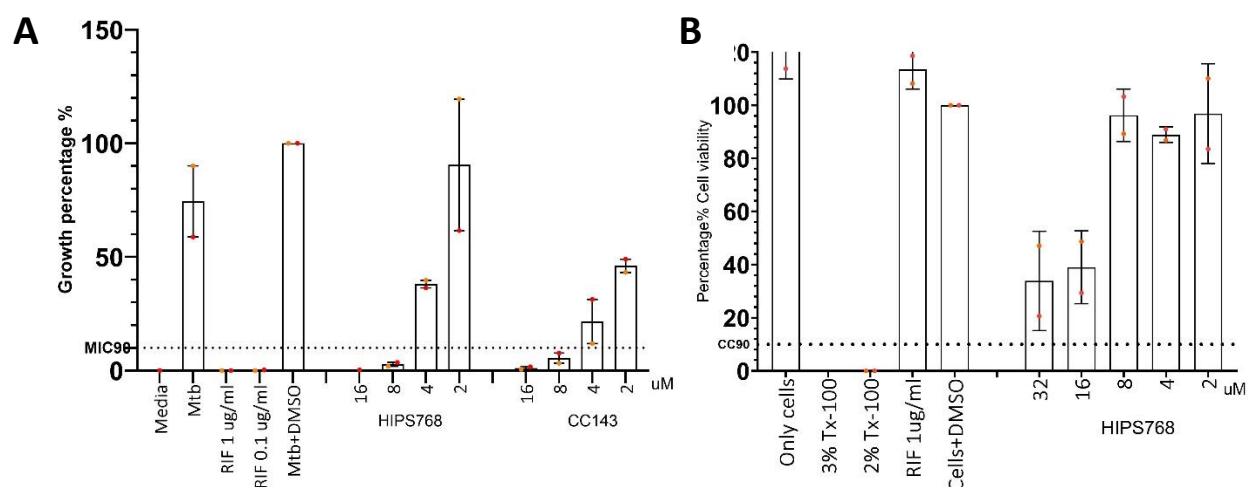 A
150
100
50
MIC90
0
Growth percentage %
Media
Mtb
RIF 1 ug/ml
RIF 0.1 ug/ml
Mtb+DMSO
16
8
4
2
16
8
4
2
uM
HIPS768
CC143
B
20
100
80
60
40
20
CC90
0
Percentage% Cell viability
Only cells
3% Tx-100
2% Tx-100
RIF 1ug/ml
Cells+DMSO
32
16
8
4
2
uM
HIPS768